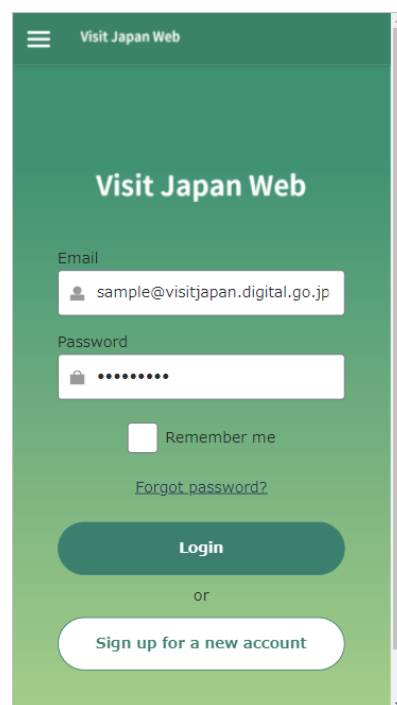 Visit Japan Web
Visit Japan Web
Email
sample@visitjapan.digital.go.jp
Password
•••••••••
Remember me
Forgot password?
Login
or
Sign up for a new account